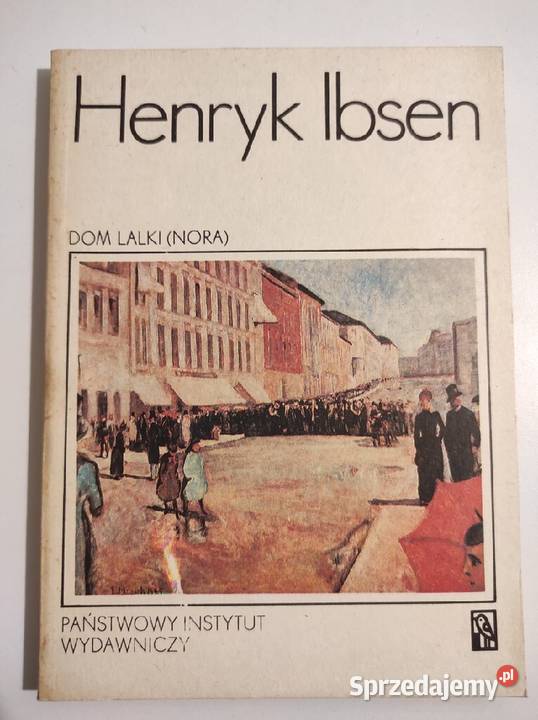 Henryk Ibsen
DOM LALKI (NORA)
PAŃSTWOWY INSTYTUT
WYDAWNICZY
Sprzedajemy.pl